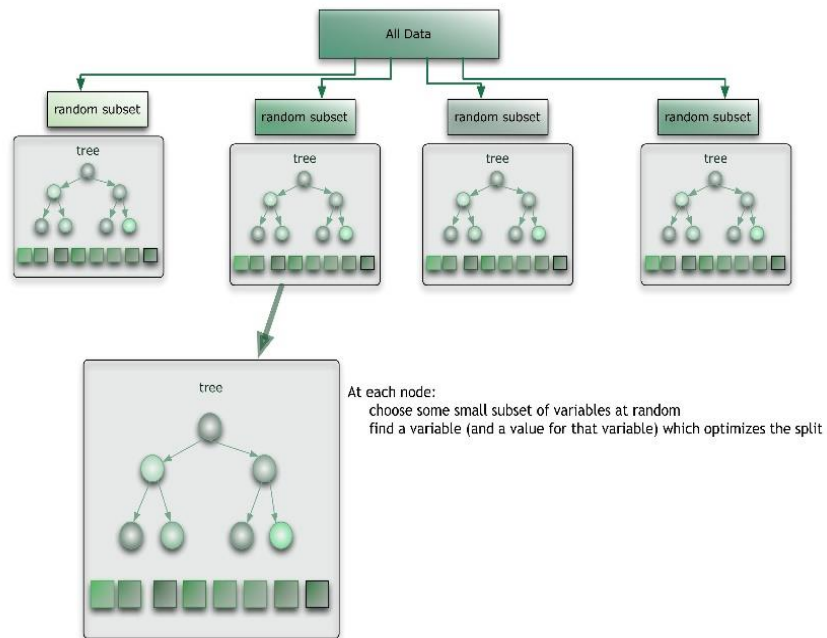 All Data
random subset
random subset
random subset
random subset
tree
tree
tree
tree
tree
At each node:
choose some small subset of variables at random
find a variable (and a value for that variable) which optimizes the split